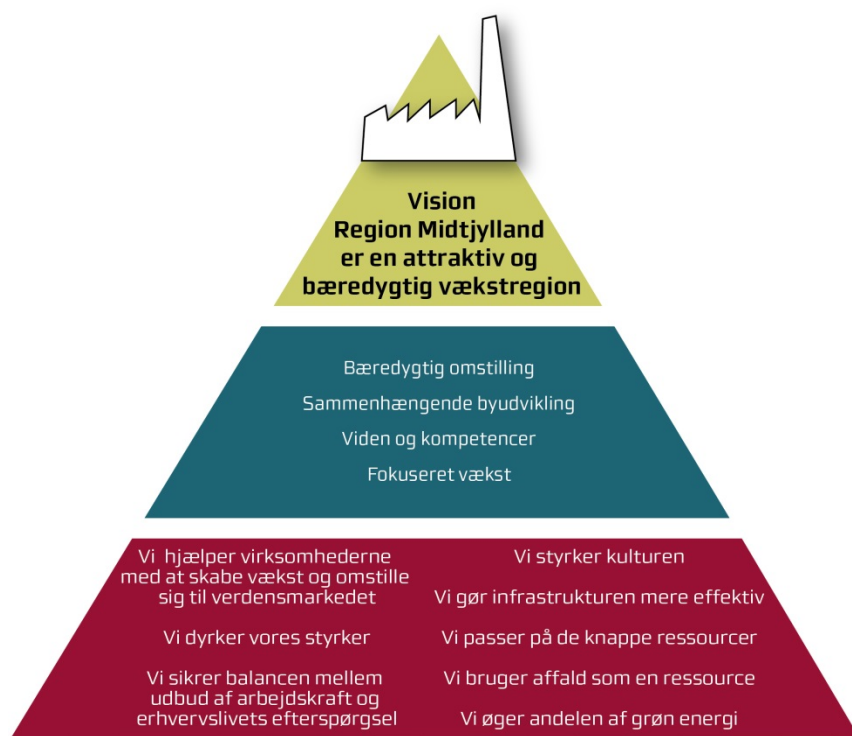 Vision
Region Midtjylland
er en attraktiv og
bæredygtig vækstregion
Bæredygtig omstilling
Sammenhængende byudvikling
Viden og kompetencer
Fokuseret vækst
Vi hjælper virksomhederne
med at skabe vækst og omstille
sig til verdensmarkedet
Vi dyrker vores styrker
Vi sikrer balancen mellem
udbud af arbejdskraft og
erhvervslivets efterspørgsel
Vi styrker kulturen
Vi gør infrastrukturen mere effektiv
Vi passer på de knappe ressourcer
Vi bruger affald som en ressource
Vi øger andelen af grøn energi